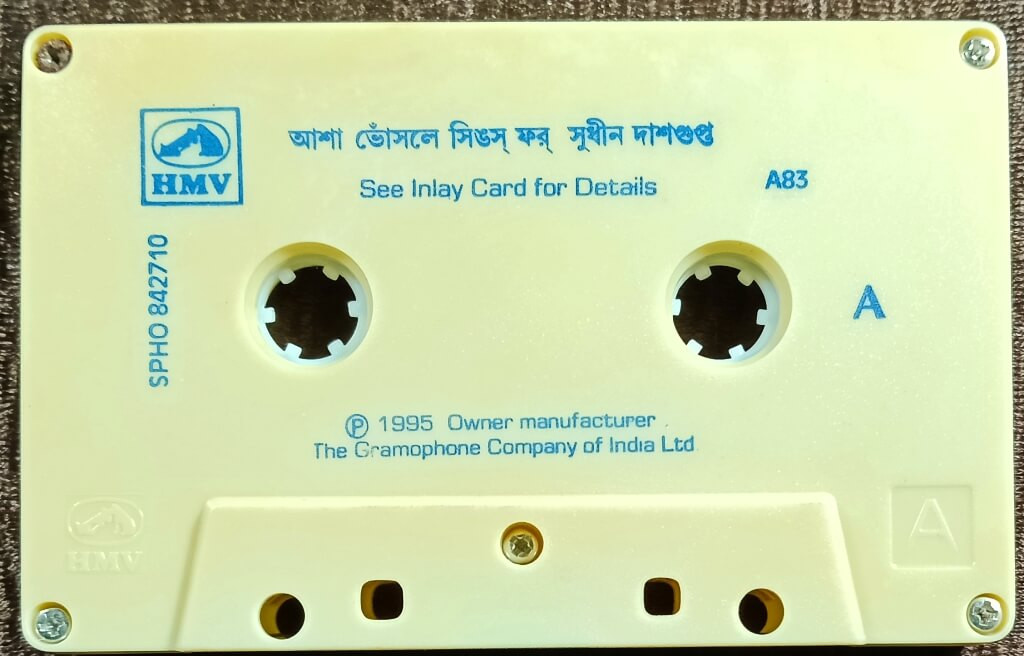 HMV
আশা ভোঁসলে সিঙস্ ফর্ সুধীন দাশগুপ্ত
See Inlay Card for Details
A83
SPHO 842710
A
Ⓟ 1995 Owner manufacturer
The Gramophone Company of India Ltd
HMV
A